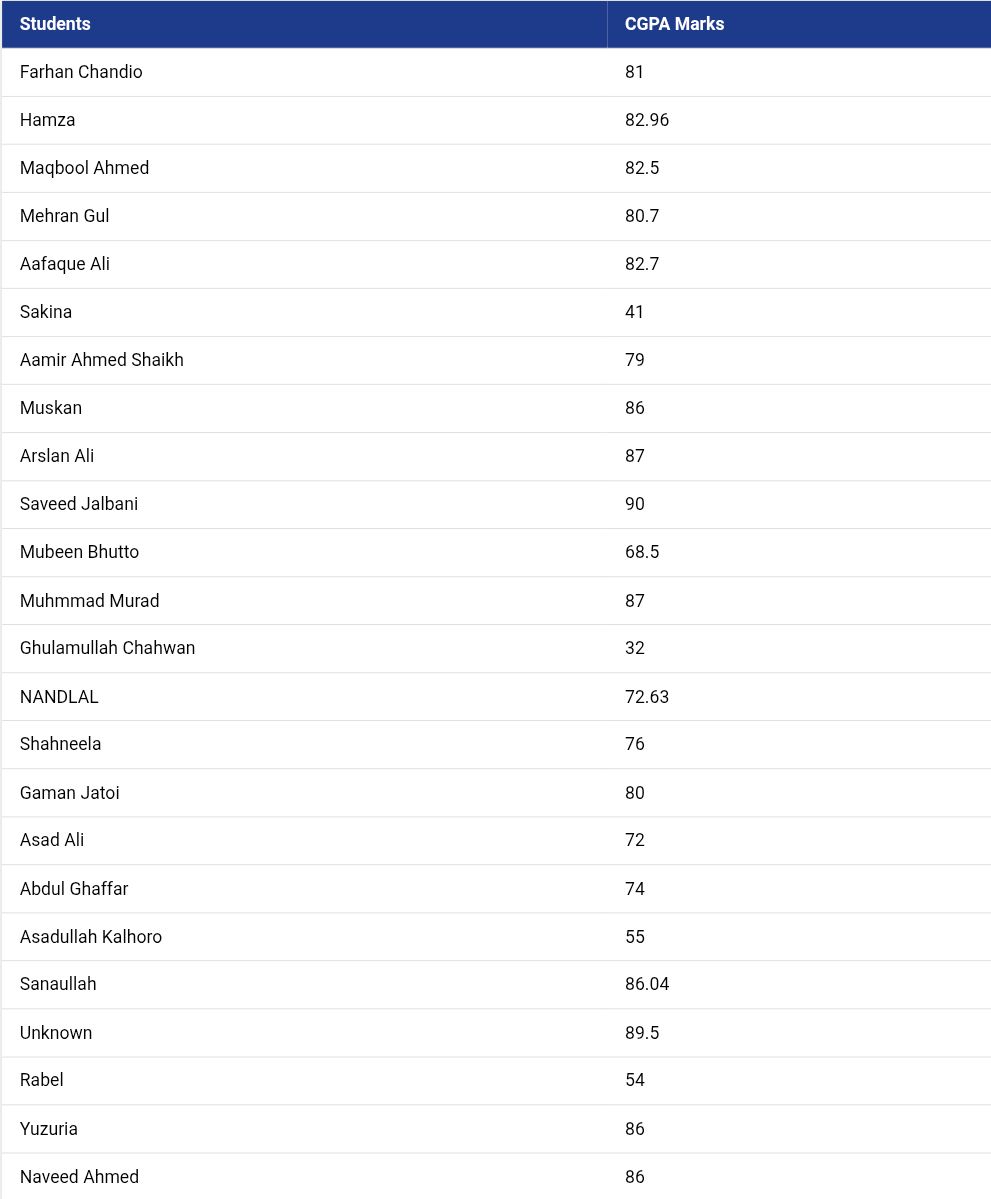 Students CGPA Marks
Farhan Chandio 81
Hamza 82.96
Maqbool Ahmed 82.5
Mehran Gul 80.7
Aafaque Ali 82.7
Sakina 41
Aamir Ahmed Shaikh 79
Muskan 86
Arslan Ali 87
Saveed Jalbani 90
Mubeen Bhutto 68.5
Muhmmad Murad 87
Ghulamullah Chahwan 32
NANDLAL 72.63
Shahneela 76
Gaman Jatoi 80
Asad Ali 72
Abdul Ghaffar 74
Asadullah Kalhoro 55
Sanaullah 86.04
Unknown 89.5
Rabel 54
Yuzuria 86
Naveed Ahmed 86